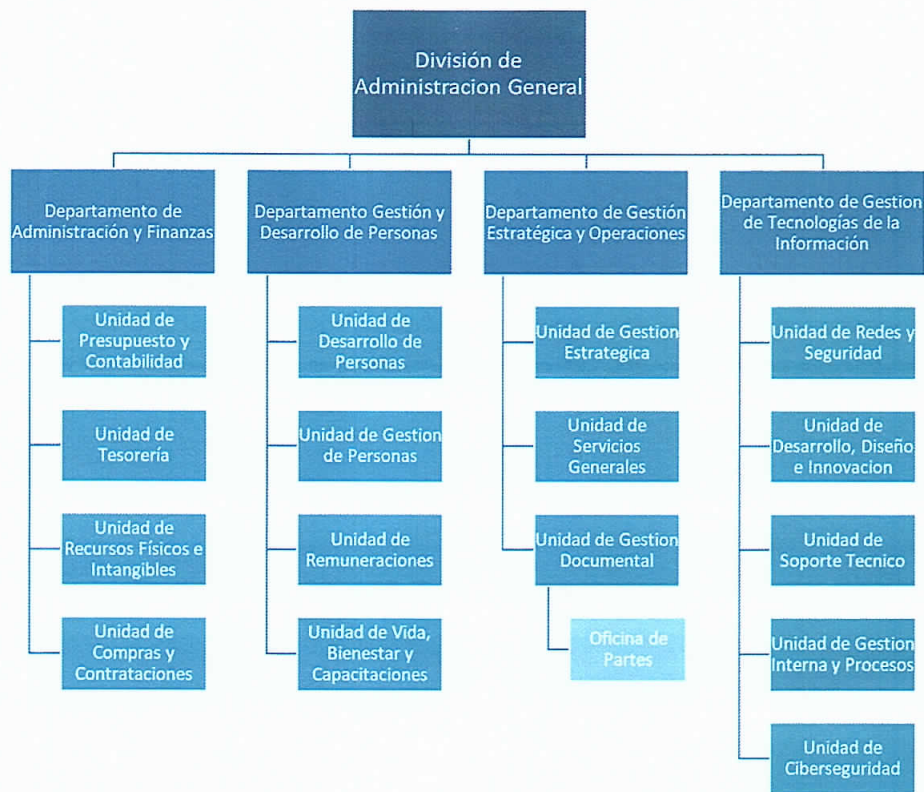 División de
Administracion General
Departamento de
Administración y Finanzas
Unidad de
Presupuesto y
Contabilidad
Unidad de
Tesorería
Unidad de
Recursos Físicos e
Intangibles
Unidad de
Compras y
Contrataciones
Departamento Gestión y
Desarrollo de Personas
Unidad de
Desarrollo de
Personas
Unidad de Gestion
de Personas
Unidad de
Remuneraciones
Unidad de Vida,
Bienestar y
Capacitaciones
Departamento de Gestión
Estratégica y Operaciones
Unidad de Gestion
Estrategica
Unidad de
Servicios
Generales
Unidad de Gestion
Documental
Oficina de
Partes
Departamento de Gestion
de Tecnologías de la
Información
Unidad de Redes y
Seguridad
Unidad de
Desarrollo, Diseño
e Innovacion
Unidad de
Soporte Tecnico
Unidad de Gestion
Interna y Procesos
Unidad de
Ciberseguridad